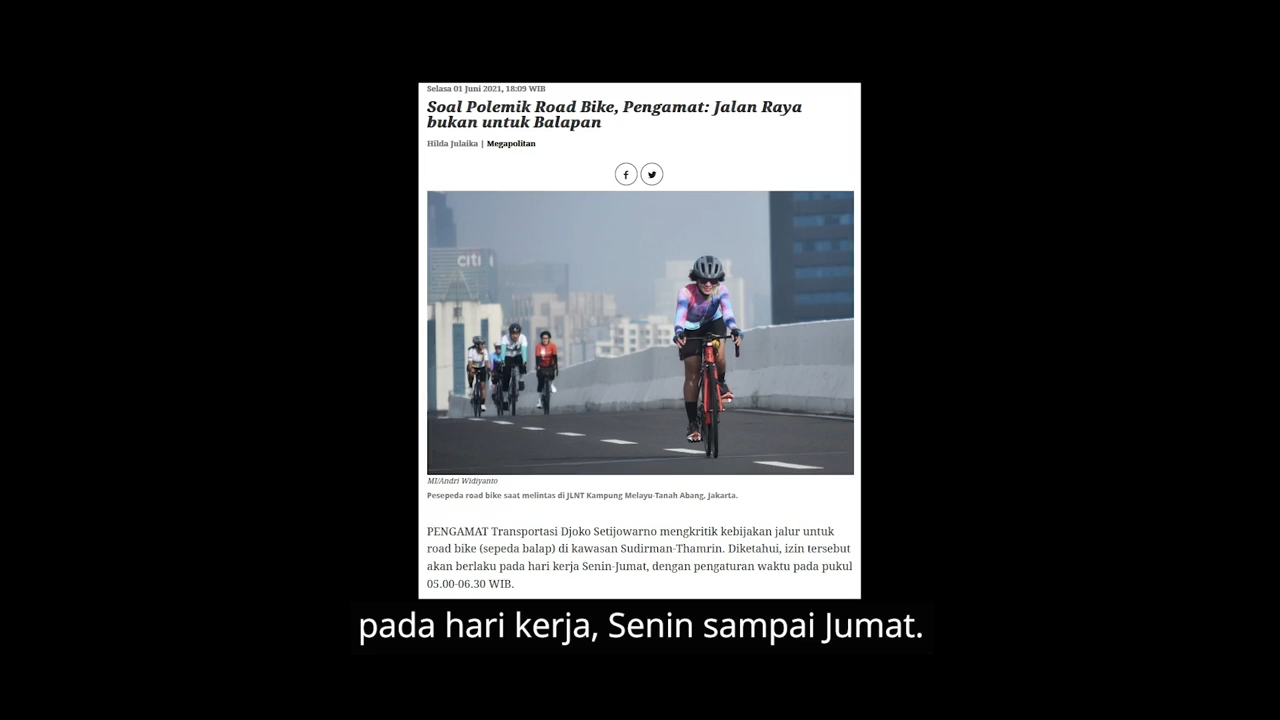 Selasa 01 Juni 2021, 18:09 WIB
Soal Polemik Road Bike, Pengamat: Jalan Raya
bukan untuk Balapan
Hilda Julaika | Megapolitan
citi
MI/Andri Widiyanto
Pesepeda road bike saat melintas di JLNT Kampung Melayu-Tanah Abang, Jakarta.
PENGAMAT Transportasi Djoko Setijowarno mengkritik kebijakan jalur untuk
road bike (sepeda balap) di kawasan Sudirman-Thamrin. Diketahui, izin tersebut
akan berlaku pada hari kerja Senin-Jumat, dengan pengaturan waktu pada pukul
05.00-06.30 WIB.
pada hari kerja, Senin sampai Jumat.